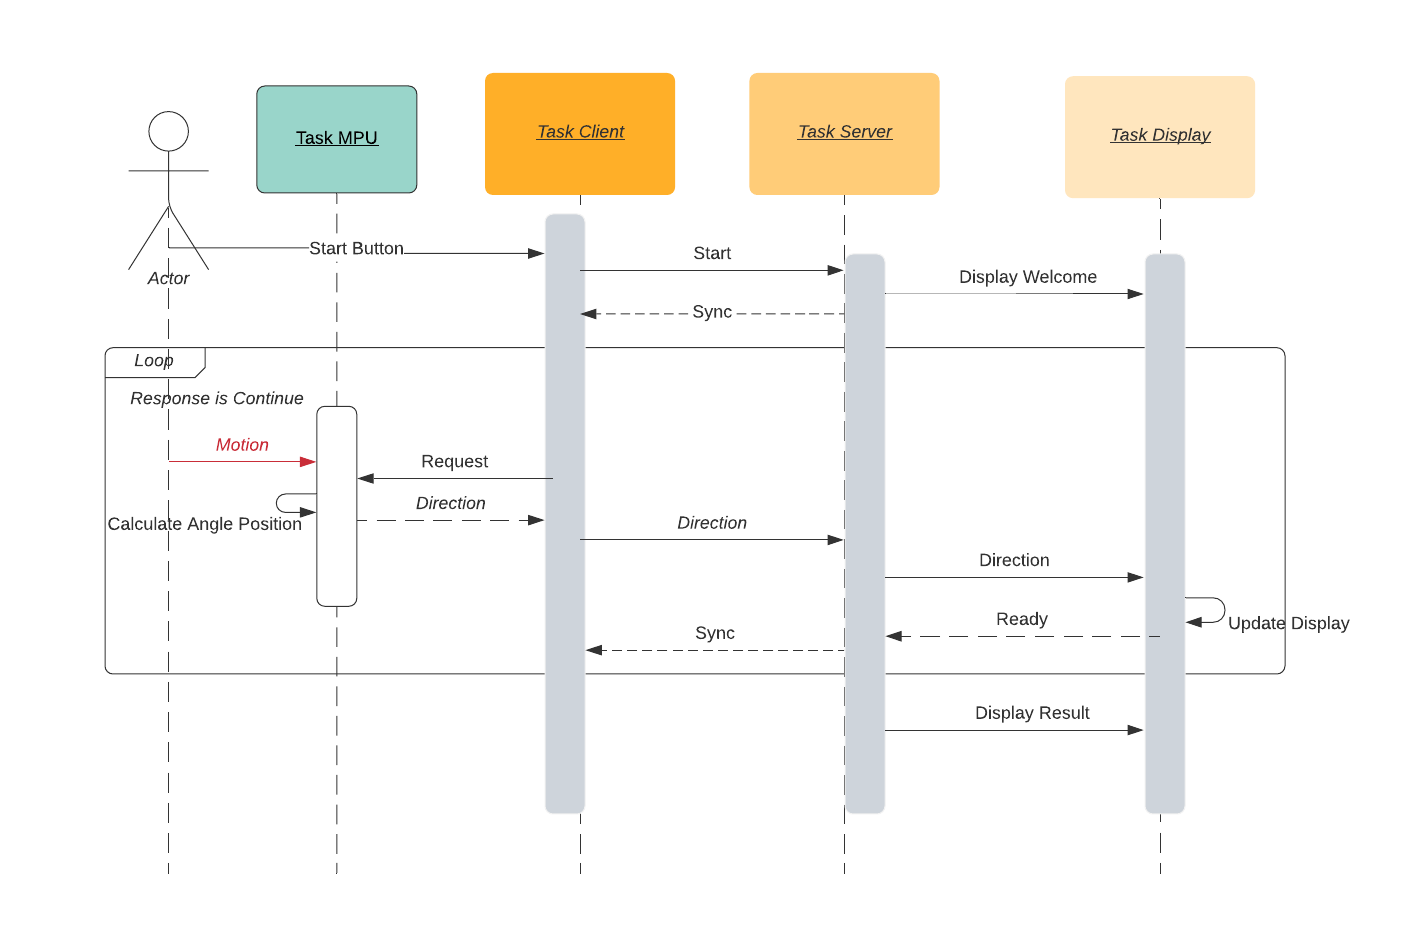 Task MPU
Task Client
Task Server
Task Display
Actor
Start Button
Start
Display Welcome
Sync
Loop
Response is Continue
Motion
Request
Direction
Calculate Angle Position
Direction
Direction
Update Display
Ready
Sync
Display Result